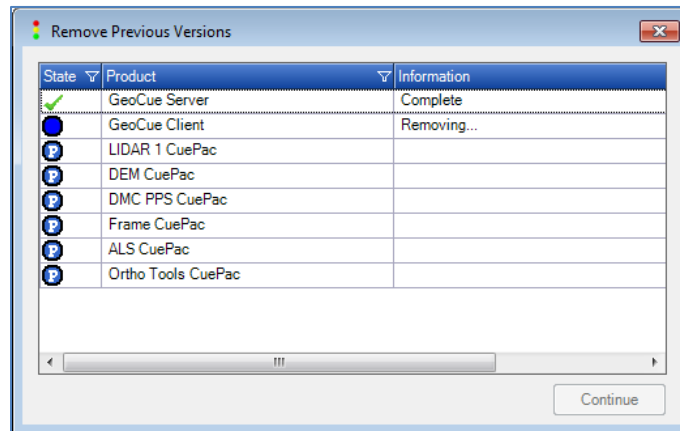 Remove Previous Versions
State Product Information
GeoCue Server Complete
GeoCue Client Removing...
P LIDAR 1 CuePac
P DEM CuePac
P DMC PPS CuePac
P Frame CuePac
P ALS CuePac
P Ortho Tools CuePac
Continue